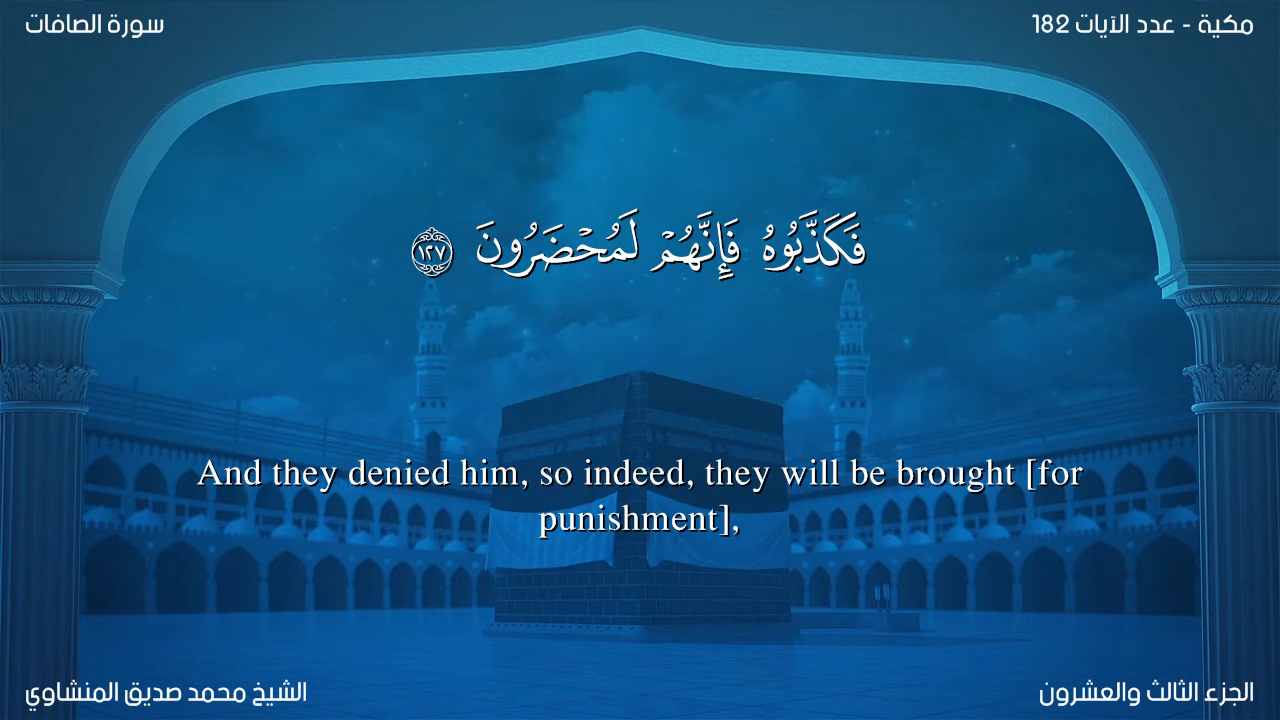 سورة الصافات
مكية - عدد الآيات 182
فَكَذَّبُوهُ فَإِنَّهُمْ لَمُحْضَرُونَ ١٢٧
And they denied him, so indeed, they will be brought [for
punishment],
الشيخ محمد صديق المنشاوي
الجزء الثالث والعشرون